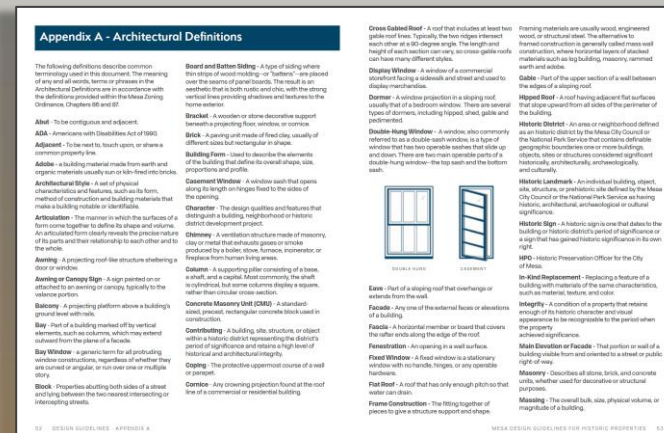 Appendix A - Architectural Definitions
The following definitions describe common
terminology used in this document. The meaning
of any and all words, terms or phrases in the
Architectural Definitions are in accordance with
the definitions provided within the Mesa Zoning
Ordinance, Chapters 86 and 87.
Abut - To be contiguous and adjacent.
ADA - Americans with Disabilities Act of 1990.
Adjacent - To be next to, touch upon, or share a
common property line.
Adobe - a building material made from earth and
organic materials usually sun or kiln-fired into bricks.
Architectural Style - A set of physical
characteristics and features, such as its form,
method of construction and building materials that
make a building notable or identifiable.
Articulation - The manner in which the surfaces of a
form come together to define its shape and volume.
An articulated form clearly reveals the precise nature
of its parts and their relationship to each other and to
the whole.
Awning - A projecting roof-like structure sheltering a
door or window.
Awning or Canopy Sign - A sign painted on or
attached to an awning or canopy, typically to the
valance portion.
Balcony - A projecting platform above a building's
ground level with rails.
Bay - Part of a building marked off by vertical
elements, such as columns, which may extend
outward from the plane of a facade.
Bay Window - a generic term for all protruding
window constructions, regardless of whether they
are curved or angular, or run over one or multiple
story.
Block - Properties abutting both sides of a street
and lying between the two nearest intersecting or
intercepting streets.
52 DESIGN GUIDELINES - APPENDIX A
Board and Batten Siding - A type of siding where
thin strips of wood molding -or "battens"- are placed
over the seams of panel boards. The result is an
aesthetic that is both rustic and chic, with the strong
vertical lines providing shadows and textures to the
home exterior.
Bracket - A wooden or stone decorative support
beneath a projecting floor, window, or cornice.
Brick - A paving unit made of fired clay, usually of
different sizes but rectangular in shape.
Building Form - Used to describe the elements
of the building that define its overall shape, size,
proportions and profile.
Casement Window - A window sash that opens
along its length on hinges fixed to the sides of
the opening.
Character - The design qualities and features that
distinguish a building, neighborhood or historic
district development project.
Chimney - A ventilation structure made of masonry,
clay or metal that exhausts gases or smoke
produced by a boiler, stove, furnace, incinerator, or
fireplace from human living areas.
Column - A supporting pillar consisting of a base,
a shaft, and a capital. Most commonly, the shaft
is cylindrical, but some columns display a square,
rather than circular cross-section.
Concrete Masonry Unit (CMU) - A standard-
sized, precast, rectangular concrete block used in
construction.
Contributing - A building, site, structure, or object
within a historic district representing the district's
period of significance and retains a high level of
historical and architectural integrity.
Coping - The protective uppermost course of a wall
or parapet.
Cornice - Any crowning projection found at the roof
line of a commercial or residential building.
Cross Gabled Roof - A roof that includes at least two
gable roof lines. Typically, the two ridges intersect
each other at a 90-degree angle. The length and
height of each section can vary, so cross-gable roofs
can have many different styles.
Display Window - A window of a commercial
storefront facing a sidewalk and street and used to
display merchandise.
Dormer - A window projection in a sloping roof,
usually that of a bedroom window. There are several
types of dormers, including hipped, shed, gable and
pedimented.
Double-Hung Window - A window, also commonly
referred to as a double-sash window, is a type of
window that has two operable sashes that slide up
and down. There are two main operable parts of a
double-hung window—the top sash and the bottom
sash.
DOUBLE HUNG CASEMENT
Eave - Part of a sloping roof that overhangs or
extends from the wall.
Facade - Any one of the external faces or elevations
of a building.
Fascia - A horizontal member or board that covers
the rafter ends along the edge of the roof.
Fenestration - An opening in a wall surface.
Fixed Window - A fixed window is a stationary
window with no handle, hinges, or any operable
hardware.
Flat Roof - A roof that has only enough pitch so that
water can drain.
Frame Construction - The fitting together of
pieces to give a structure support and shape.
Framing materials are usually wood, engineered
wood, or structural steel. The alternative to
framed construction is generally called mass wall
construction, where horizontal layers of stacked
materials such as log building, masonry, rammed
earth and adobe.
Gable - Part of the upper section of a wall between
the edges of a sloping roof.
Hipped Roof - A roof having adjacent flat surfaces
that slope upward from all sides of the perimeter of
the building.
Historic District - An area or neighborhood defined
as an historic district by the Mesa City Council or
the National Park Service that contains definable
geographic boundaries one or more buildings,
objects, sites or structures considered significant
historically, architecturally, archaeologically,
and culturally.
Historic Landmark - An individual building, object,
site, structure, or prehistoric site defined by the Mesa
City Council or the National Park Service as having
historic, architectural, archaeological or cultural
significance.
Historic Sign - A historic sign is one that dates to the
building or historic district's period of significance or
a sign that has gained historic significance in its own
right.
HPO - Historic Preservation Officer for the City
of Mesa.
In-Kind Replacement - Replacing a feature of a
building with materials of the same characteristics,
such as material, texture, and color.
Integrity - A condition of a property that retains
enough of its historic character and visual
appearance to be recognizable to the period when
the property
achieved significance.
Main Elevation or Facade - That portion or wall of a
building visible from and oriented to a street or public
right-of-way.
Masonry - Describes all stone, brick, and concrete
units, whether used for decorative or structural
purposes.
Massing - The overall bulk, size, physical volume, or
magnitude of a building.
MESA DESIGN GUIDELINES FOR HISTORIC PROPERTIES 53